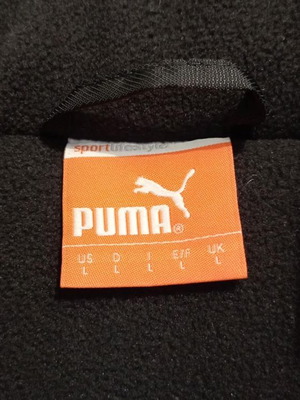 sportlifestyle
PUMA®
US D I E/F UK
L L L L L